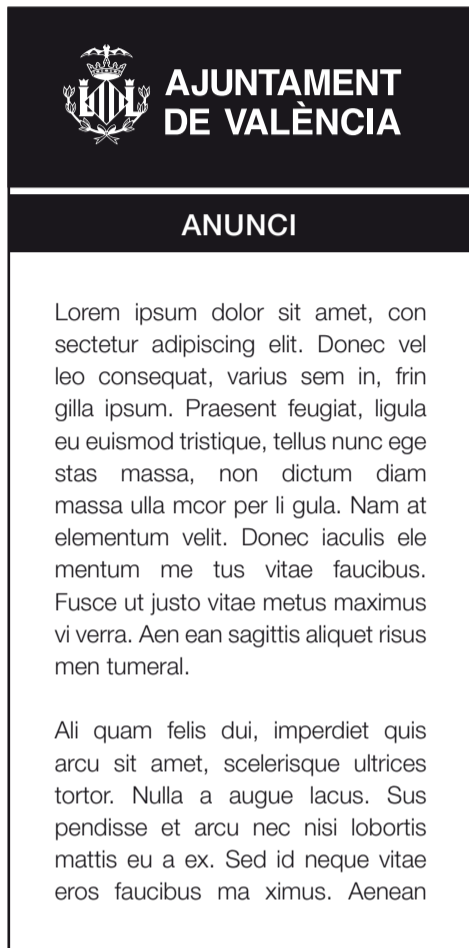 AJUNTAMENT
DE VALÈNCIA
ANUNCI
Lorem ipsum dolor sit amet, con
sectetur adipiscing elit. Donec vel
leo consequat, varius sem in, frin
gilla ipsum. Praesent feugiat, ligula
eu euismod tristique, tellus nunc ege
stas massa, non dictum diam
massa ulla mcor per li gula. Nam at
elementum velit. Donec iaculis ele
mentum me tus vitae faucibus.
Fusce ut justo vitae metus maximus
vi verra. Aen ean sagittis aliquet risus
men tumeral.
Ali quam felis dui, imperdiet quis
arcu sit amet, scelerisque ultrices
tortor. Nulla a augue lacus. Sus
pendisse et arcu nec nisi lobortis
mattis eu a ex. Sed id neque vitae
eros faucibus ma ximus. Aenean